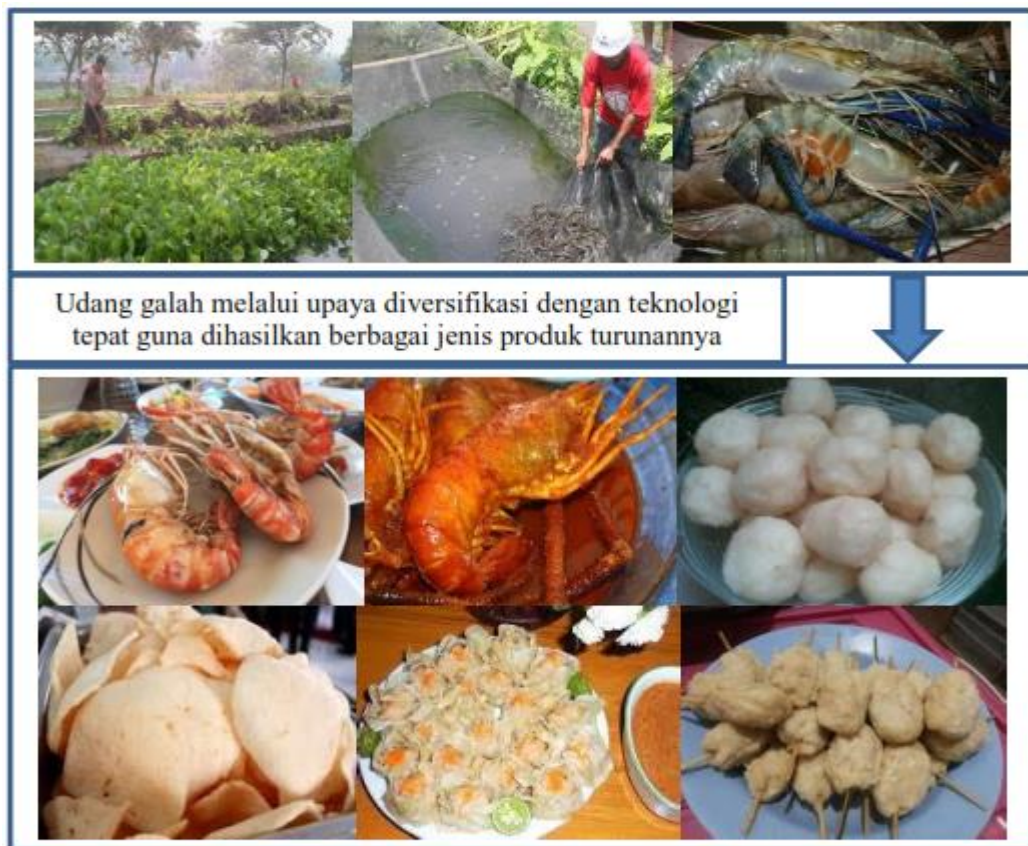 Udang galah melalui upaya diversifikasi dengan teknologi
tepat guna dihasilkan berbagai jenis produk turunannya